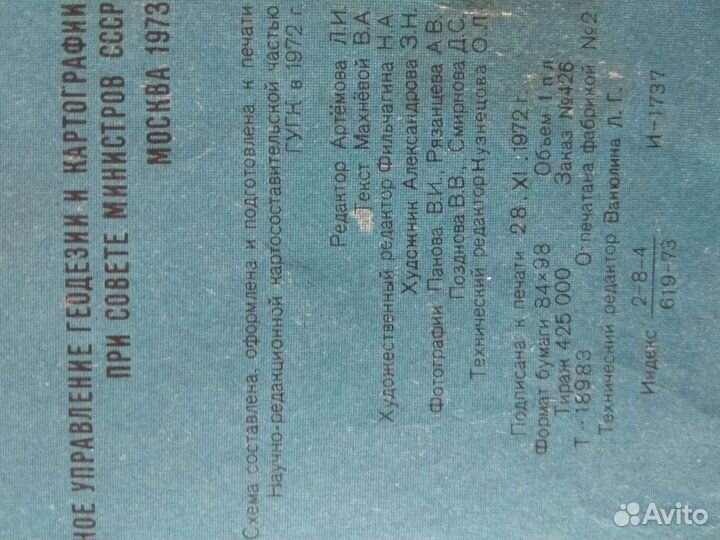 НОЕ УПРАВЛЕНИЕ ГЕОДЕЗИИ И КАРТОГРАФИИ
ПРИ СОВЕТЕ МИНИСТРОВ СССР
МОСКВА 1973
Схема составлена, оформлена и подготовлена к печати
Научно-редакционной картосоставительской частью
ГУГК в 1972 г.
Редактор Артёмова Л.И.
Текст Махнёвой В.А.
Художественный редактор Фильчагина Н.А.
Художник Александрова З.Н.
Фотографии Панова В.И., Рязанцева А.В.
Позднова В.В., Смирнова Д.С.
Технический редактор Кузнецова О.Л.
Подписана к печати 28.XI.1972 г.
Формат бумаги 84×98 Объем 1 п.л.
Тираж 425 000 Заказ №426
Т-18983 Отпечатана фабрикой №2
Технический редактор Ванюлина Л. Г.
Индекс 2-8-4 И-1737
619-73
Avito